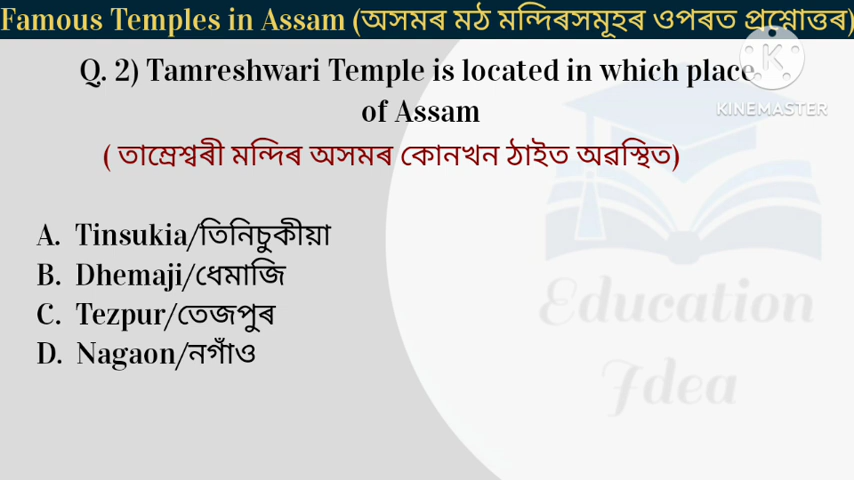 Famous Temples in Assam (অসমৰ মঠ মন্দিৰসমূহৰ ওপৰত প্ৰশ্নোত্তৰ)
Q. 2) Tamreshwari Temple is located in which place
of Assam
( তাম্ৰেশ্বৰী মন্দিৰ অসমৰ কোনখন ঠাইত অৱস্থিত)
A. Tinsukia/তিনিচুকীয়া
B. Dhemaji/ধেমাজি
C. Tezpur/তেজপুৰ
D. Nagaon/নগাঁও
K
KINEMASTER
Education
Idea